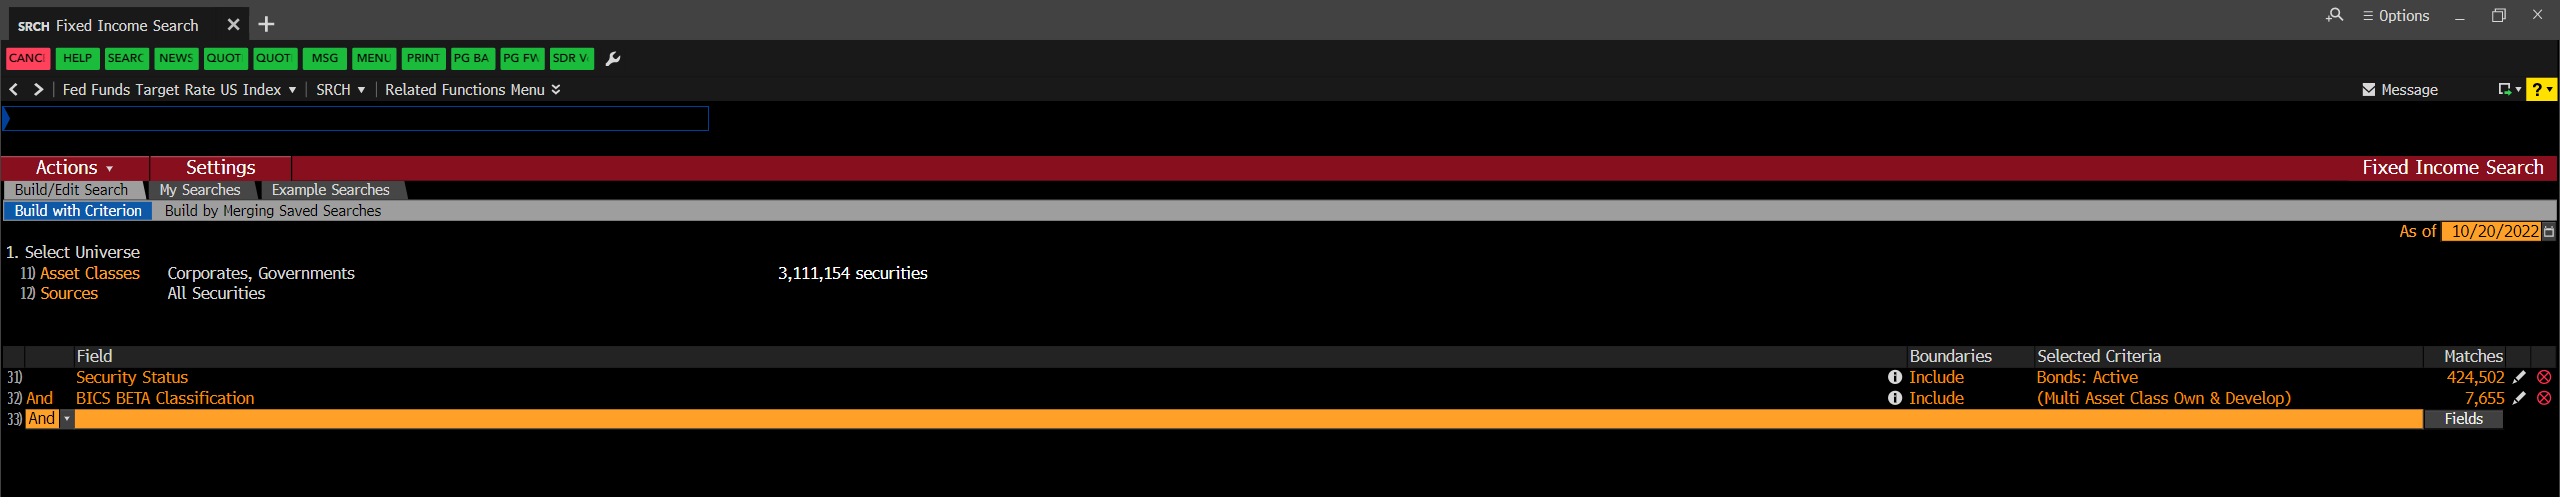 SRCH Fixed Income Search
Options
CANC HELP SEARC NEWS QUOT QUOT MSG MENU PRINT PG BA PG FW SDR V
Fed Funds Target Rate US Index SRCH Related Functions Menu Message ?
Actions Settings Fixed Income Search
Build/Edit Search My Searches Example Searches
Build with Criterion Build by Merging Saved Searches
As of 10/20/2022
1. Select Universe
11) Asset Classes Corporates, Governments 3,111,154 securities
12) Sources All Securities
Field Boundaries Selected Criteria Matches
31) Security Status Include Bonds: Active 424,502
32) And BICS BETA Classification Include (Multi Asset Class Own & Develop) 7,655
33) And Fields